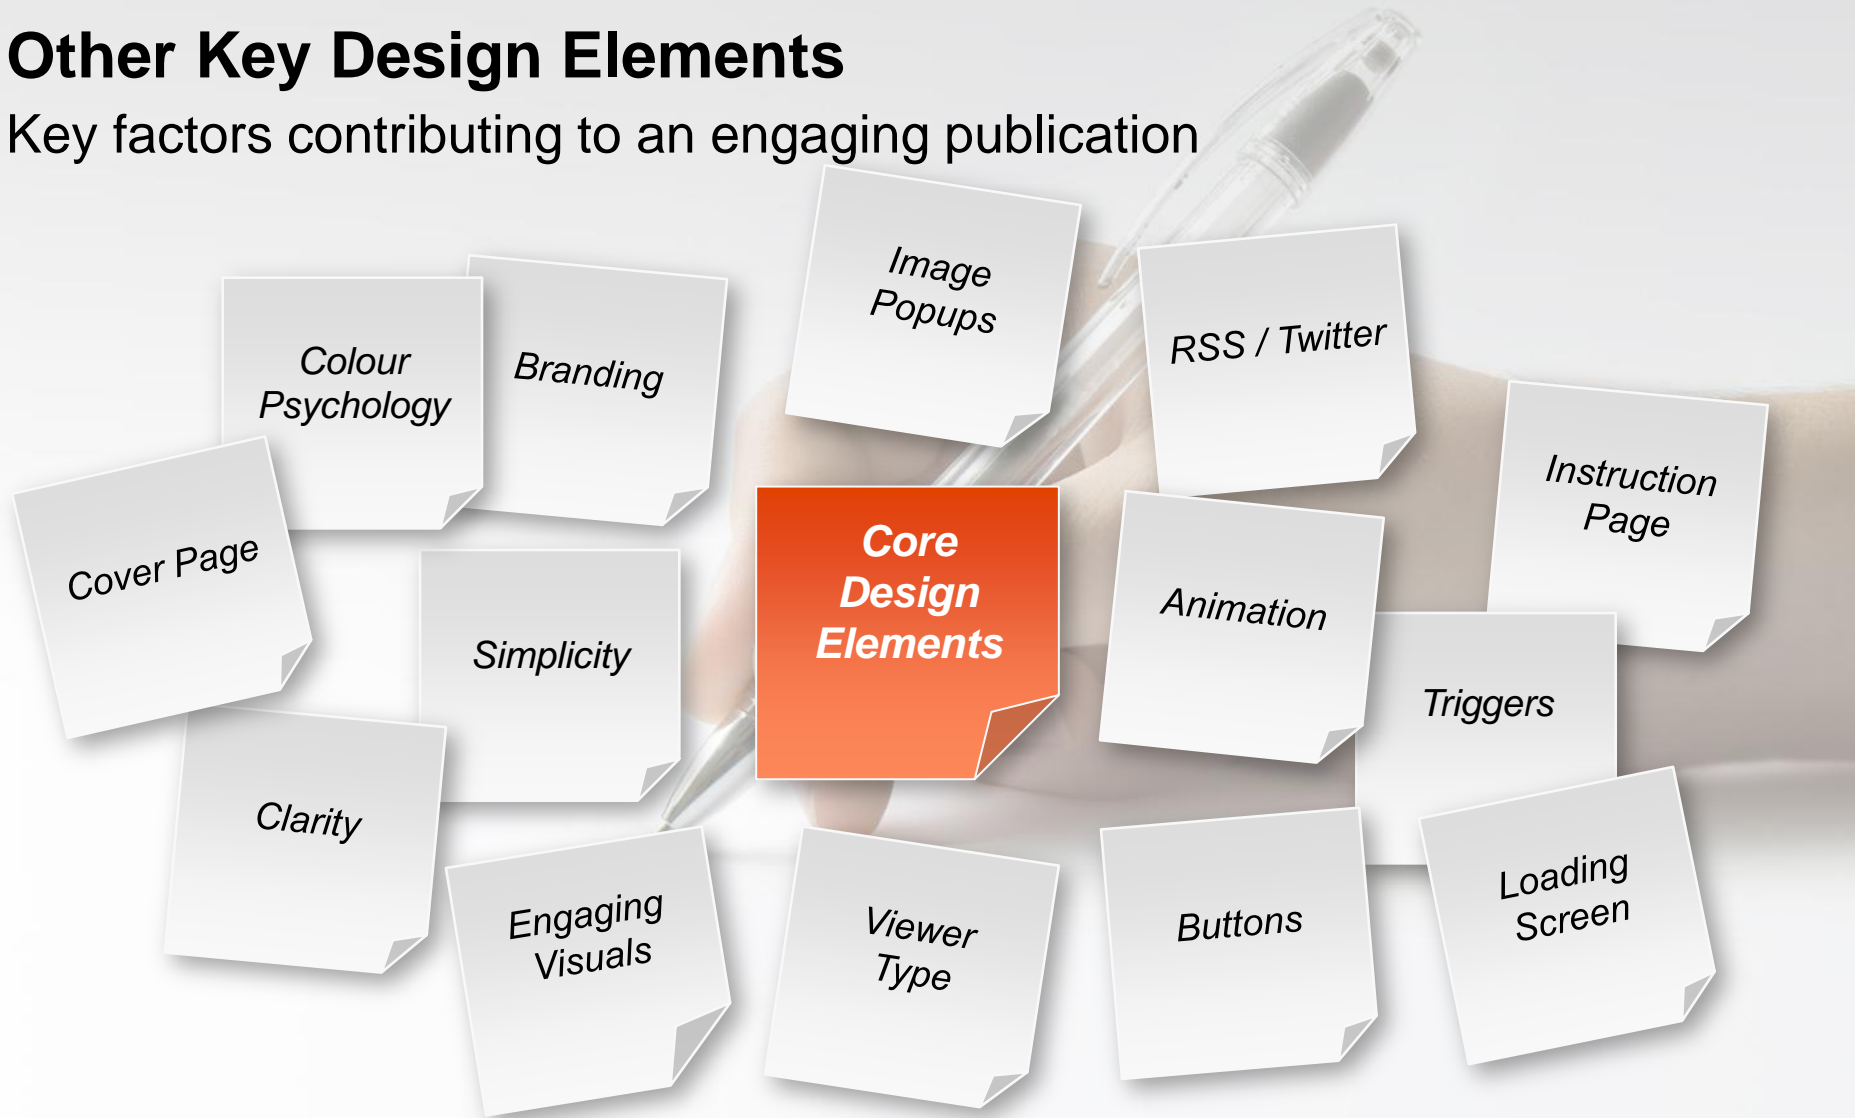 Other Key Design Elements
Key factors contributing to an engaging publication
Image
Popups
RSS / Twitter
Colour
Psychology
Branding
Instruction
Page
Cover Page
Core
Design
Elements
Animation
Simplicity
Triggers
Clarity
Engaging
Visuals
Viewer
Type
Buttons
Loading
Screen